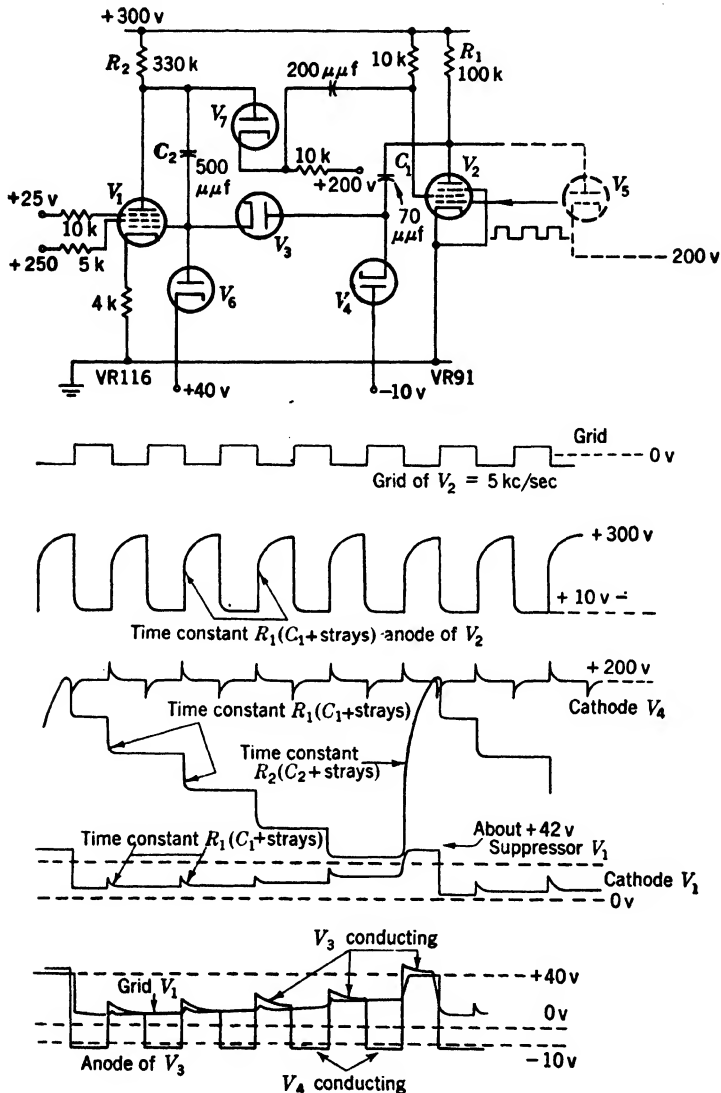 +300 v
R₂ 330 k
10 k
R₁
100 k
200 μμf
V₇
C₂
500
μμf
10 k
+200 v
C₁
V₂
V₅
70
μμf
V₁
+25 v
10 k
+250
5 k
V₃
V₆
V₄
200 v
4 k
VR116
+40 v
-10 v
VR91
Grid
0 v
Grid of V₂ = 5 kc/sec
+ 300 v
+ 10 v -
Time constant R₁(C₁+strays)-anode of V₂
+ 200 v
Cathode V₄
Time constant R₁(C₁+strays)
Time constant
R₂(C₂+strays)
Time constant R₁(C₁+strays)
About +42 v
Suppressor V₁
Cathode V₁
0 v
V₃ conducting
+40 v
Grid V₁
0 v
Anode of V₃
-10 v
V₄ conducting